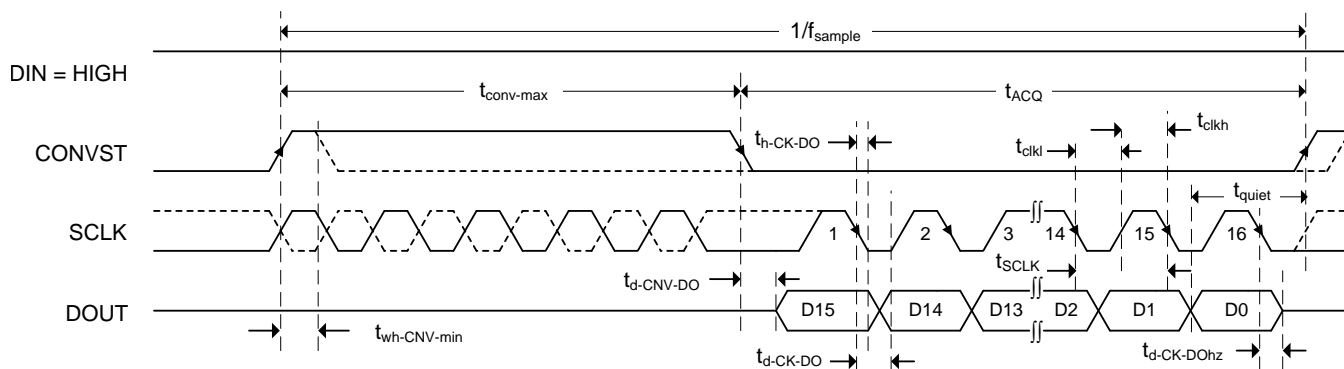 1/fsample
DIN = HIGH
tconv-max
tACQ
tclkh
th-CK-DO
CONVST
tclkl
tquiet
SCLK
1 2 3 14 15 16
tSCLK
td-CNV-DO
DOUT
D15 D14 D13 D2 D1 D0
twh-CNV-min
td-CK-DO
td-CK-DOhz